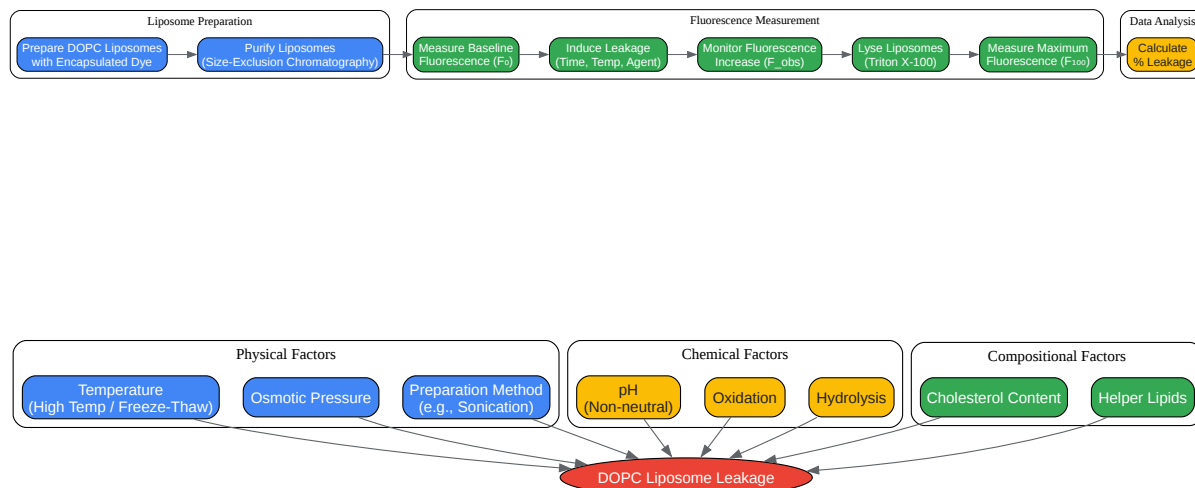 Liposome Preparation
Fluorescence Measurement
Data Analysis
Prepare DOPC Liposomes
with Encapsulated Dye
Purify Liposomes
(Size-Exclusion Chromatography)
Measure Baseline
Fluorescence (F₀)
Induce Leakage
(Time, Temp, Agent)
Monitor Fluorescence
Increase (F_obs)
Lyse Liposomes
(Triton X-100)
Measure Maximum
Fluorescence (F₁₀₀)
Calculate
% Leakage
Physical Factors
Chemical Factors
Compositional Factors
Temperature
(High Temp / Freeze-Thaw)
Osmotic Pressure
Preparation Method
(e.g., Sonication)
pH
(Non-neutral)
Oxidation
Hydrolysis
Cholesterol Content
Helper Lipids
DOPC Liposome Leakage